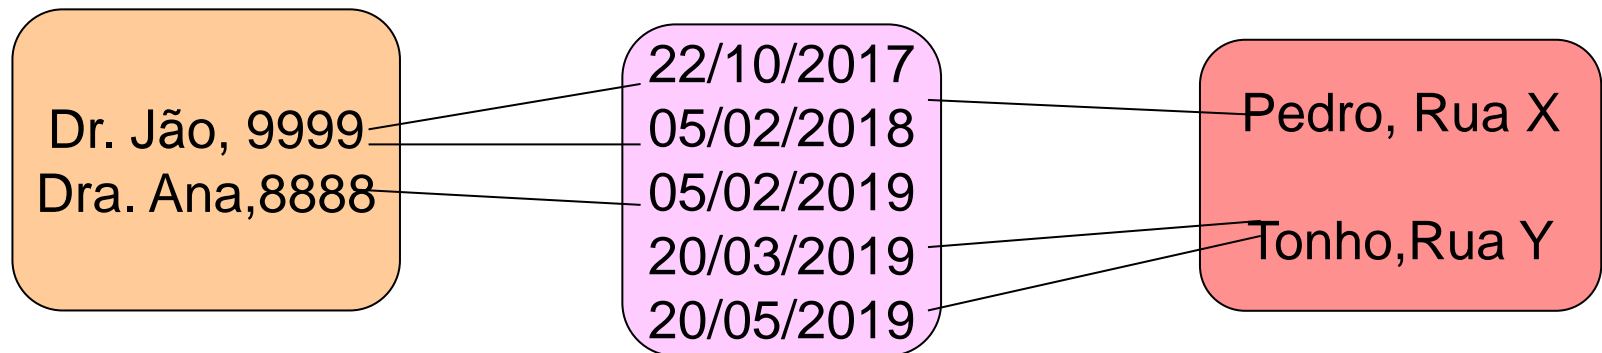 Dr. Jão, 9999
Dra. Ana,8888
22/10/2017
05/02/2018
05/02/2019
20/03/2019
20/05/2019
Pedro, Rua X
Tonho,Rua Y